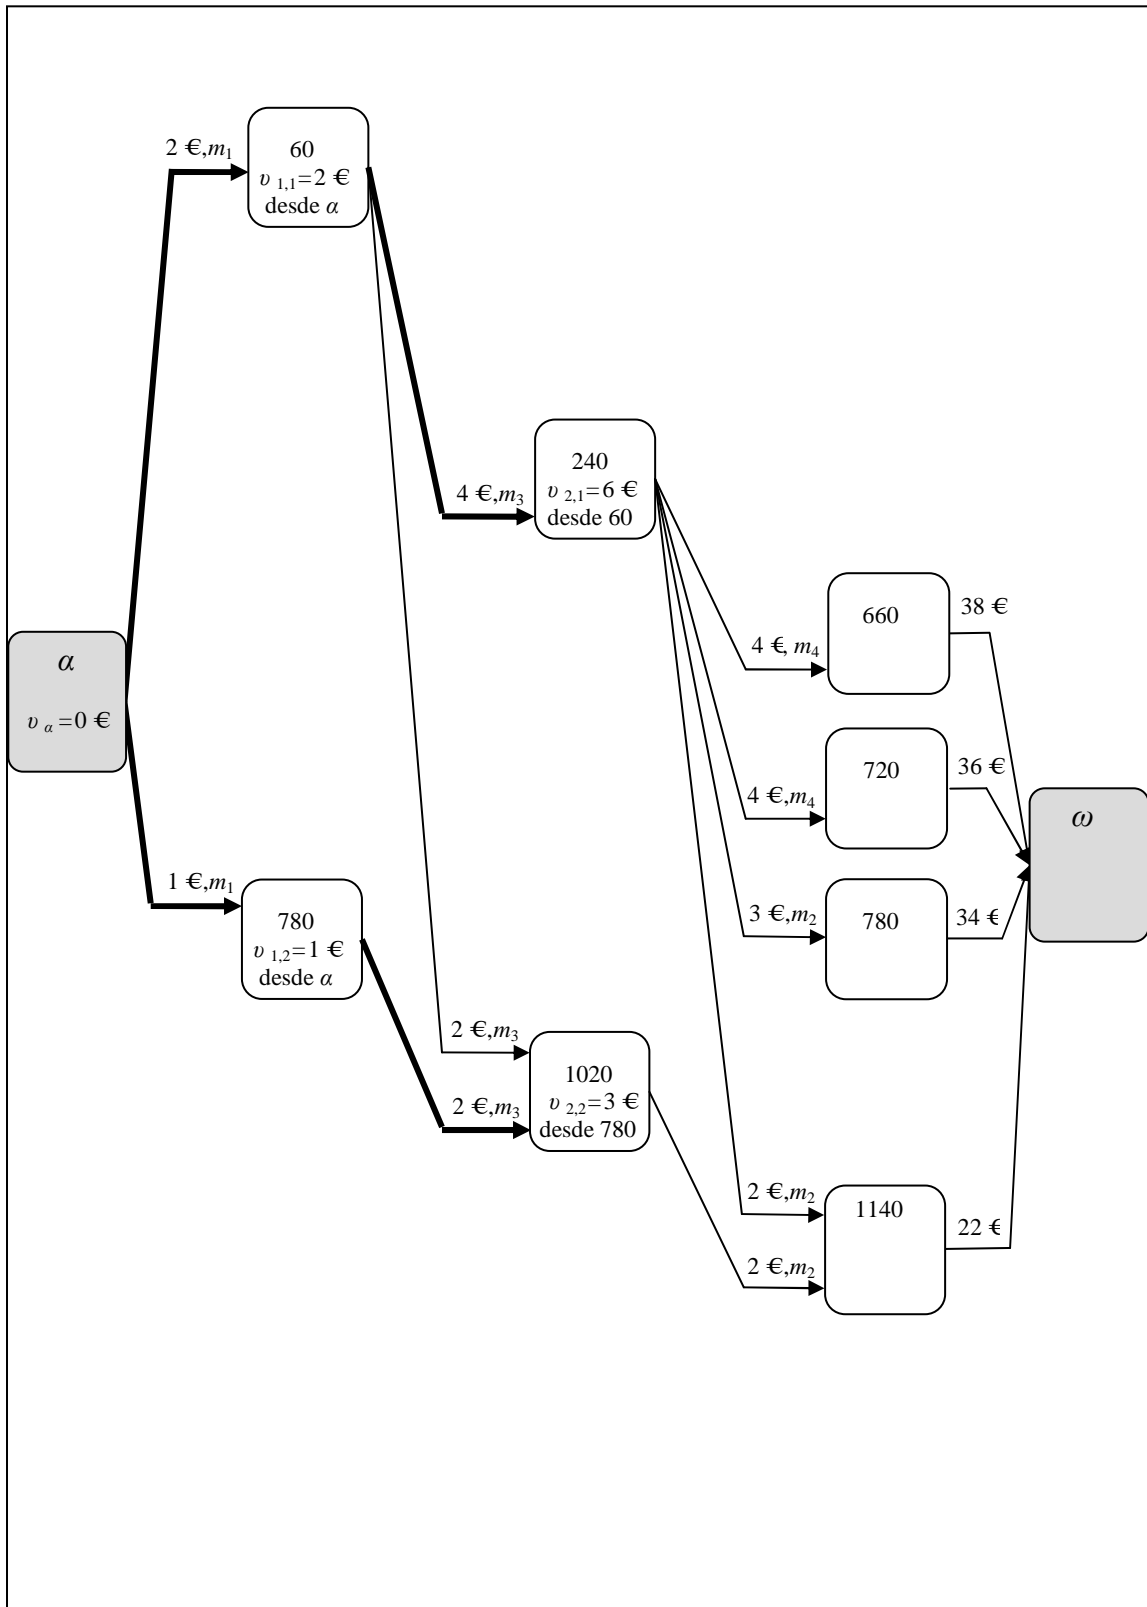 2 €,m₁
60
υ ₁,₁=2 €
desde α
240
υ ₂,₁=6 €
desde 60
4 €,m₃
660
38 €
4 €, m₄
α
υ α =0 €
720
36 €
4 €,m₄
ω
1 €,m₁
780
υ ₁,₂=1 €
desde α
3 €,m₂
780
34 €
2 €,m₃
1020
υ ₂,₂=3 €
desde 780
2 €,m₃
2 €,m₂
1140
22 €
2 €,m₂